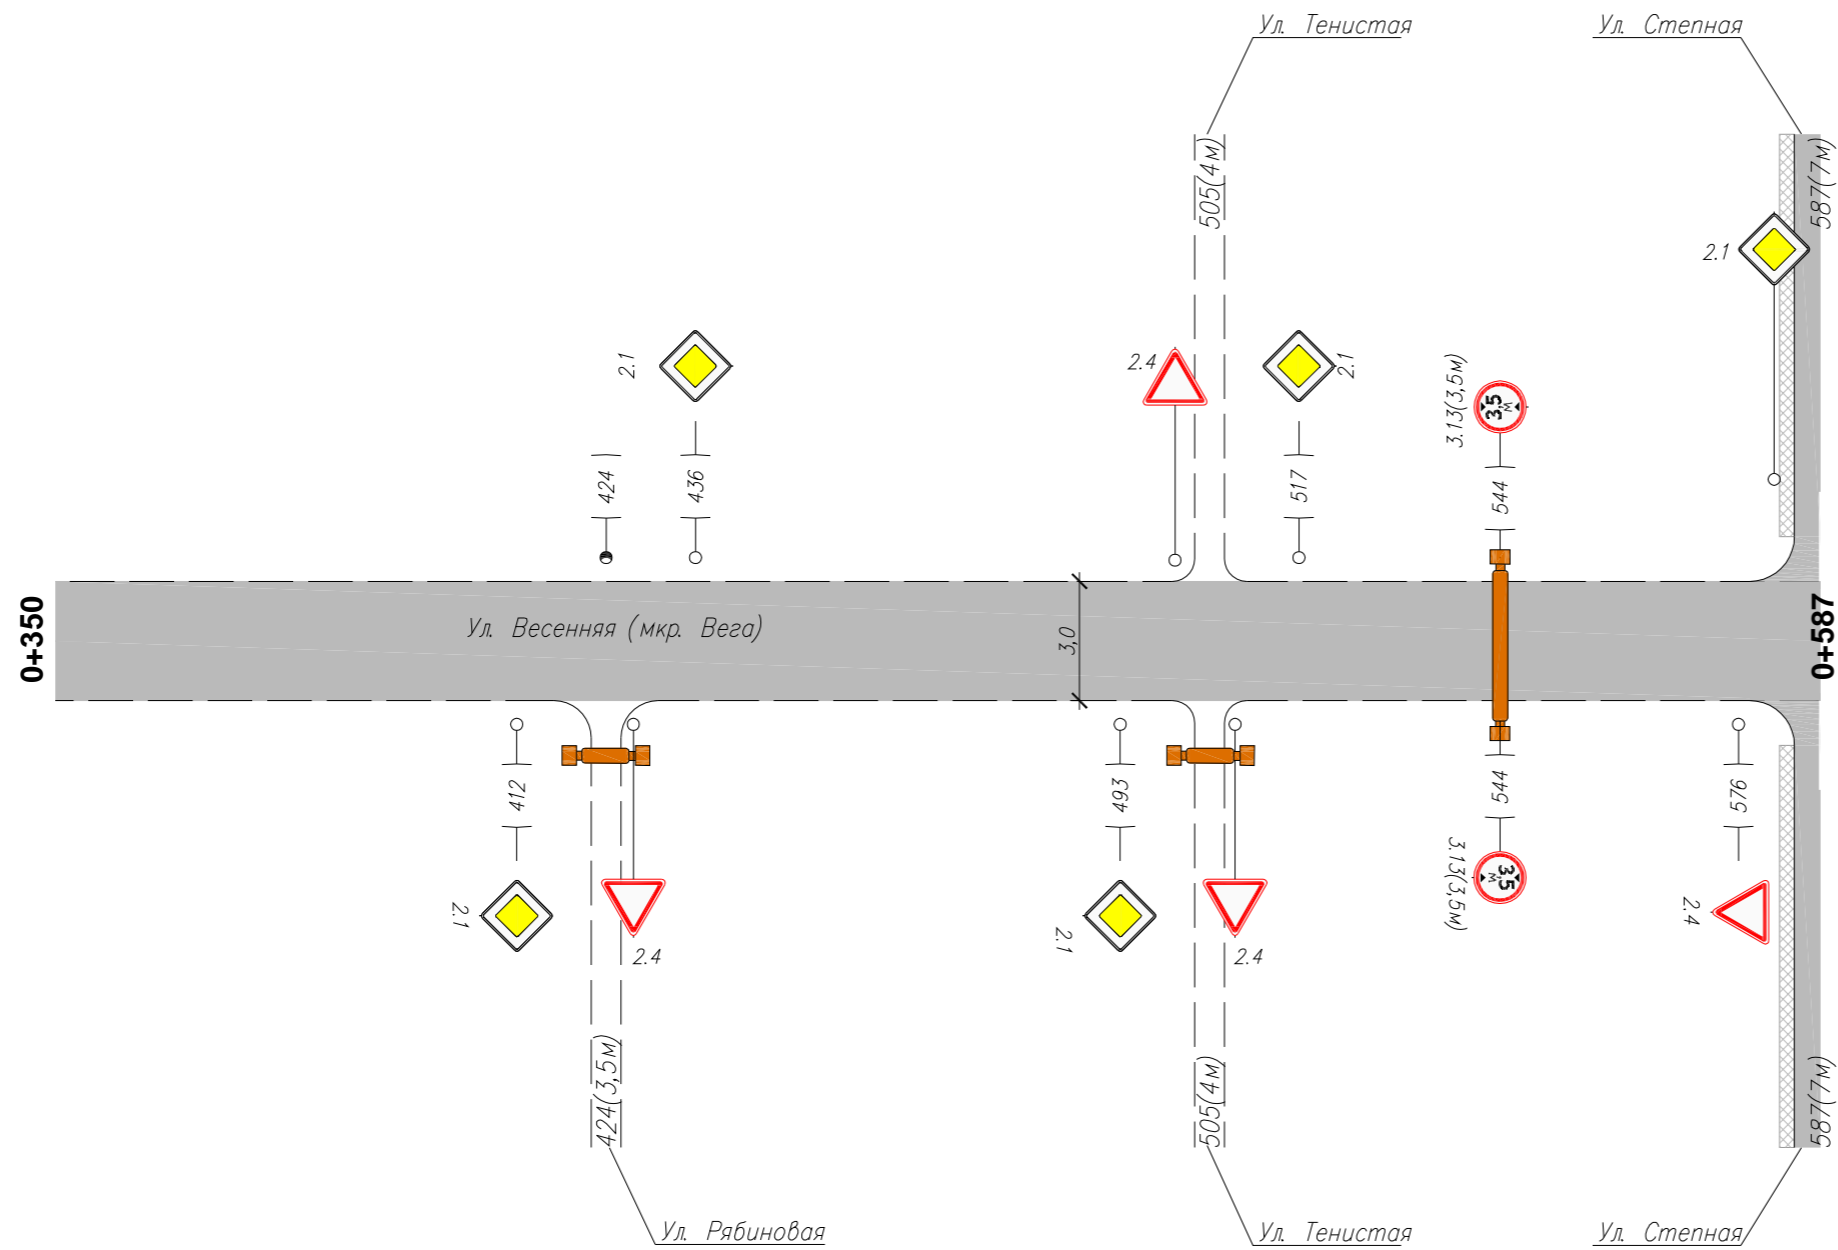 Ул. Тенистая
Ул. Степная
505(4м)
587(7м)
2.1
2.1
2.4
2.1
3.13(3,5м)
3,5 м
424
436
517
544
0+350
Ул. Весенняя (мкр. Вега)
3,0
0+587
412
493
544
576
2.1
2.4
2.1
2.4
3.13(3,5м)
3,5 м
2.4
424(3,5м)
505(4м)
587(7м)
Ул. Рябиновая
Ул. Тенистая
Ул. Степная